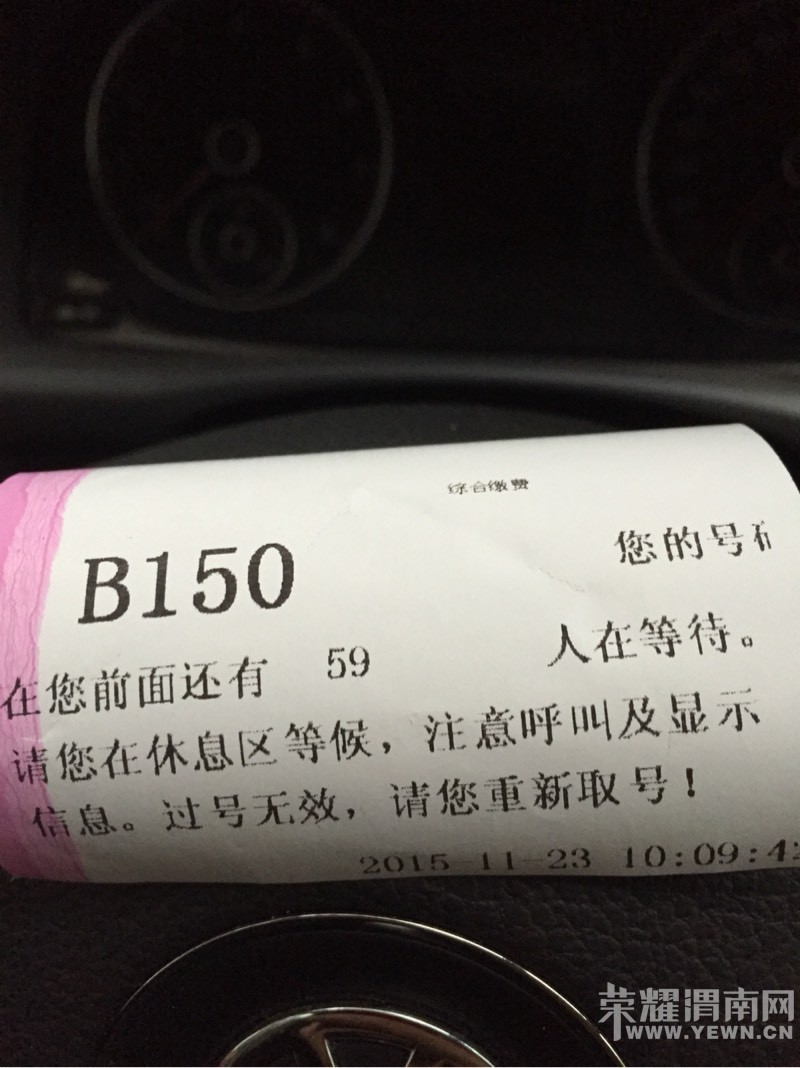 综合缴费
您的号
B150
在您前面还有 59 人在等待。
请您在休息区等候，注意呼叫及显示
信息。过号无效，请您重新取号！
2015-11-23 10:09:42
荣耀渭南网
WWW.YEWN.CN